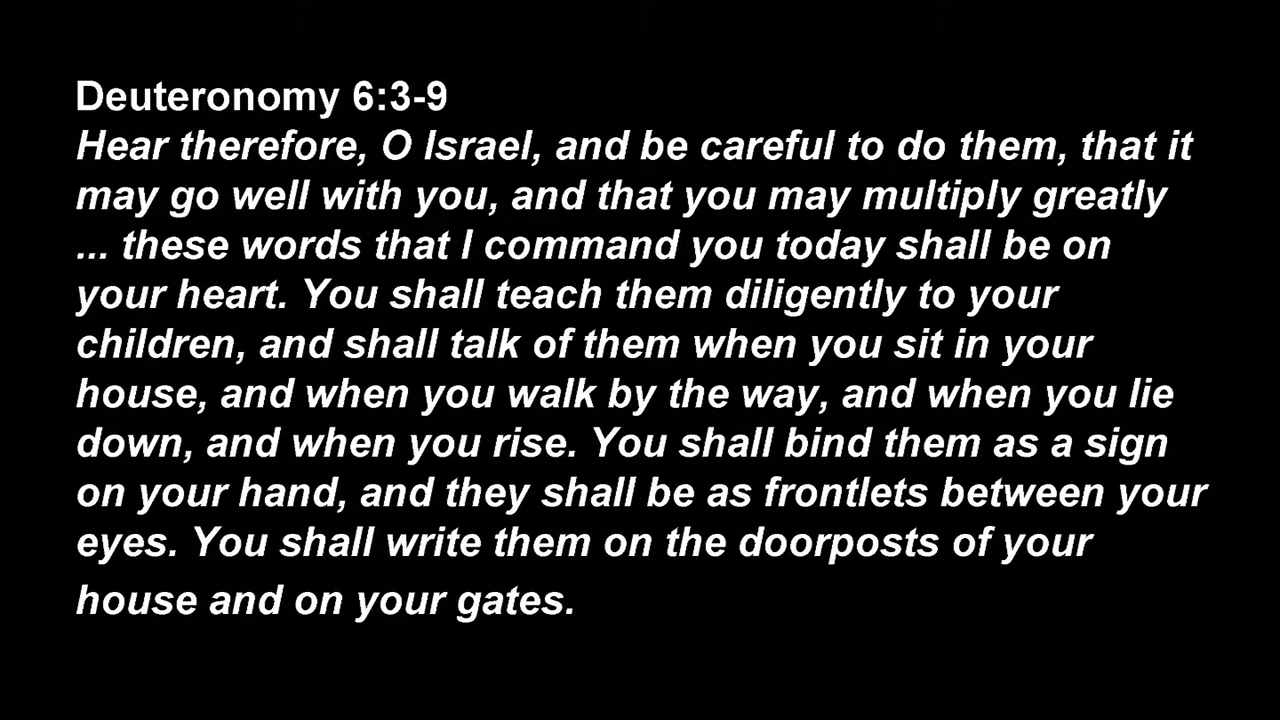 Deuteronomy 6:3-9
Hear therefore, O Israel, and be careful to do them, that it
may go well with you, and that you may multiply greatly
... these words that I command you today shall be on
your heart. You shall teach them diligently to your
children, and shall talk of them when you sit in your
house, and when you walk by the way, and when you lie
down, and when you rise. You shall bind them as a sign
on your hand, and they shall be as frontlets between your
eyes. You shall write them on the doorposts of your
house and on your gates.